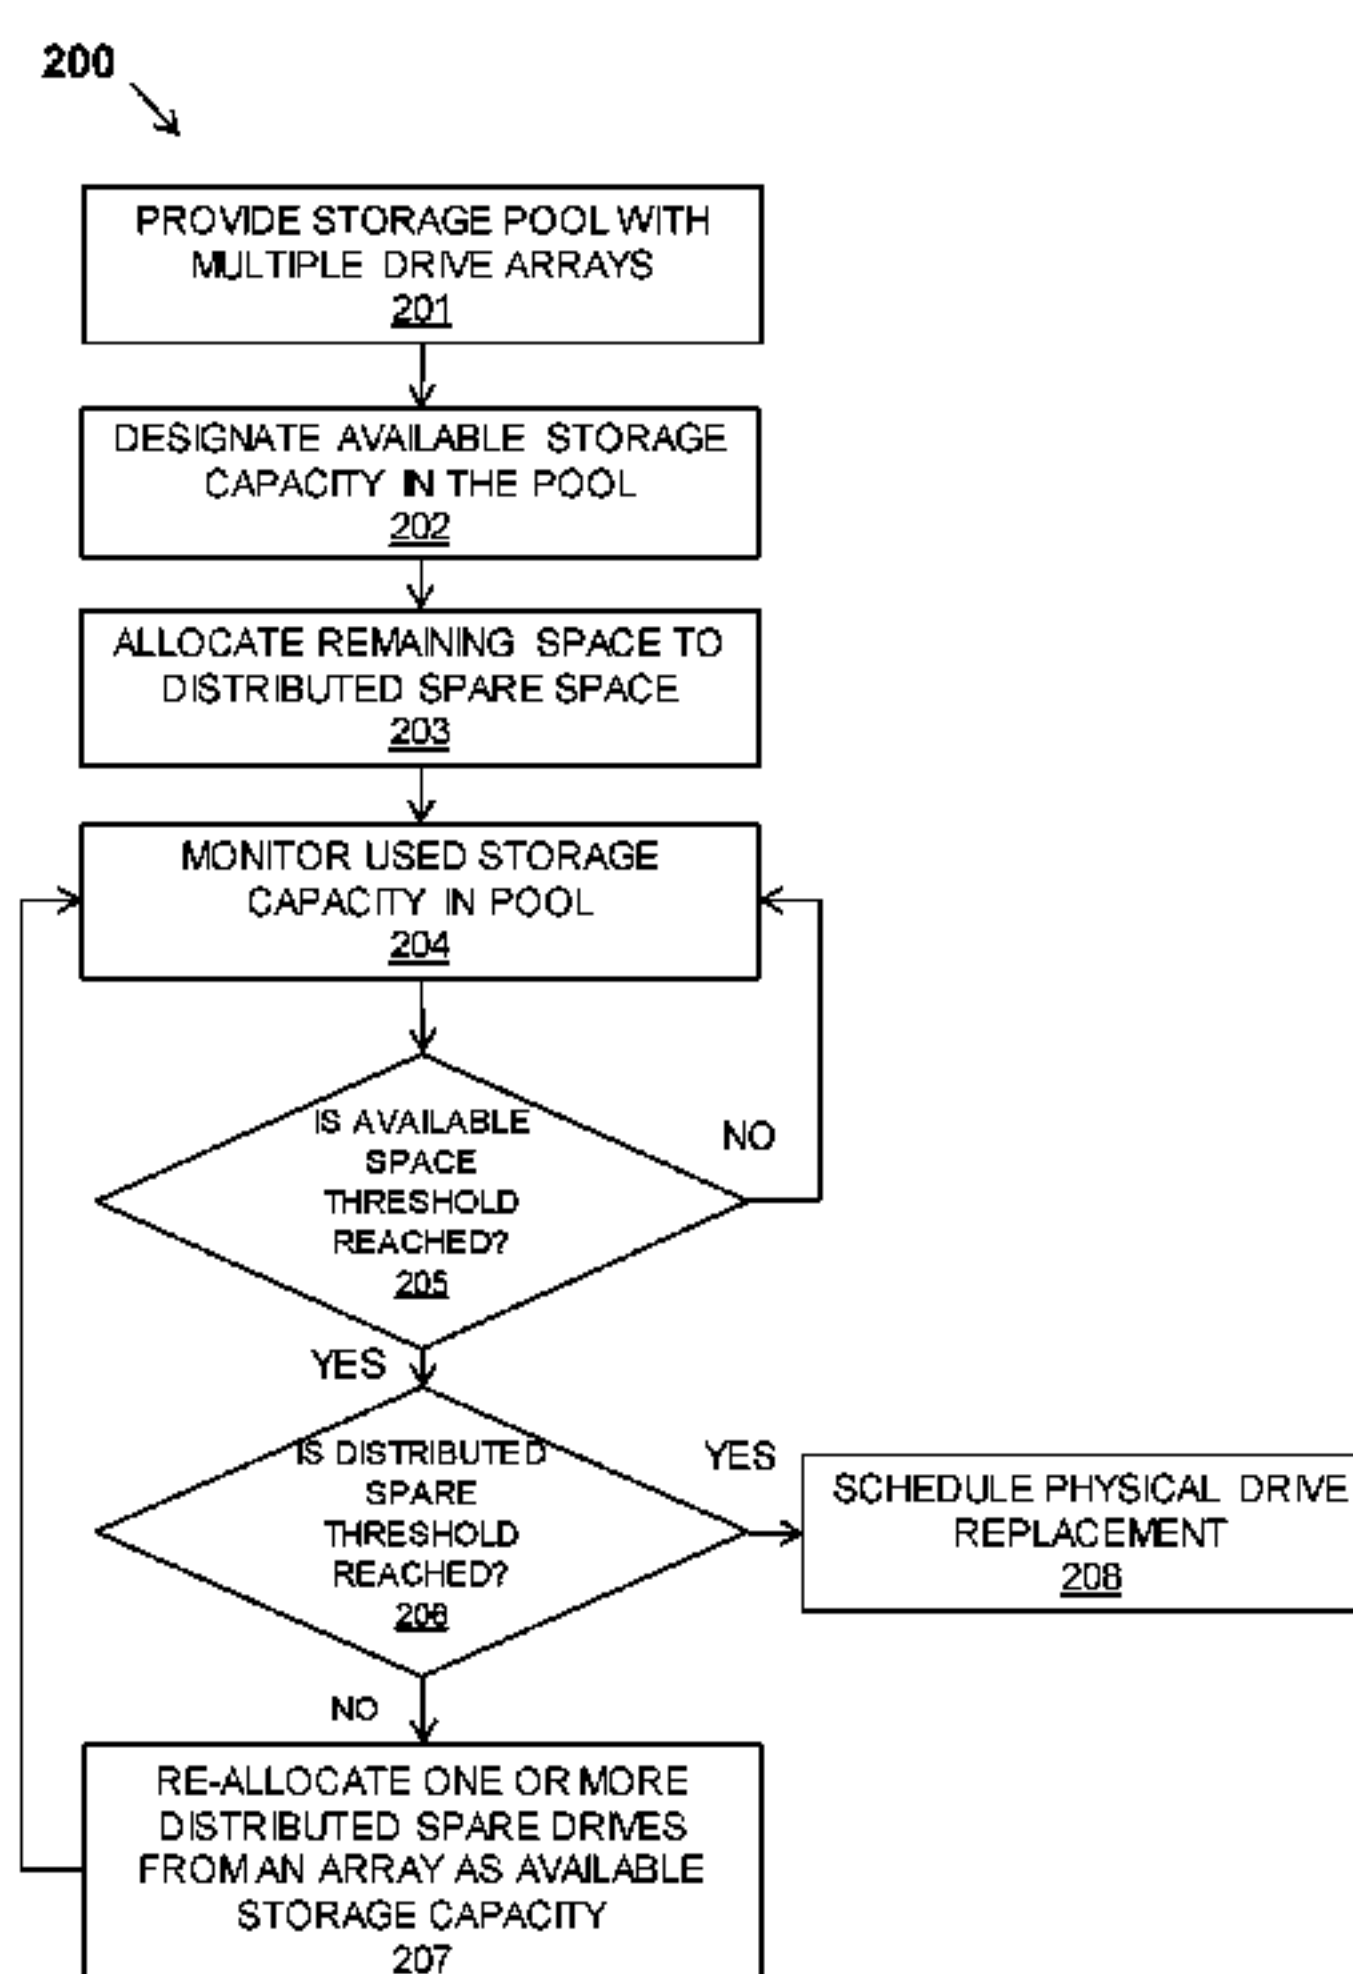 200
PROVIDE STORAGE POOL WITH
MULTIPLE DRIVE ARRAYS
201
DESIGNATE AVAILABLE STORAGE
CAPACITY IN THE POOL
202
ALLOCATE REMAINING SPACE TO
DISTRIBUTED SPARE SPACE
203
MONITOR USED STORAGE
CAPACITY IN POOL
204
IS AVAILABLE
SPACE
THRESHOLD
REACHED?
205
NO
YES
IS DISTRIBUTED
SPARE
THRESHOLD
REACHED?
206
YES
SCHEDULE PHYSICAL DRIVE
REPLACEMENT
208
NO
RE-ALLOCATE ONE OR MORE
DISTRIBUTED SPARE DRIVES
FROM AN ARRAY AS AVAILABLE
STORAGE CAPACITY
207